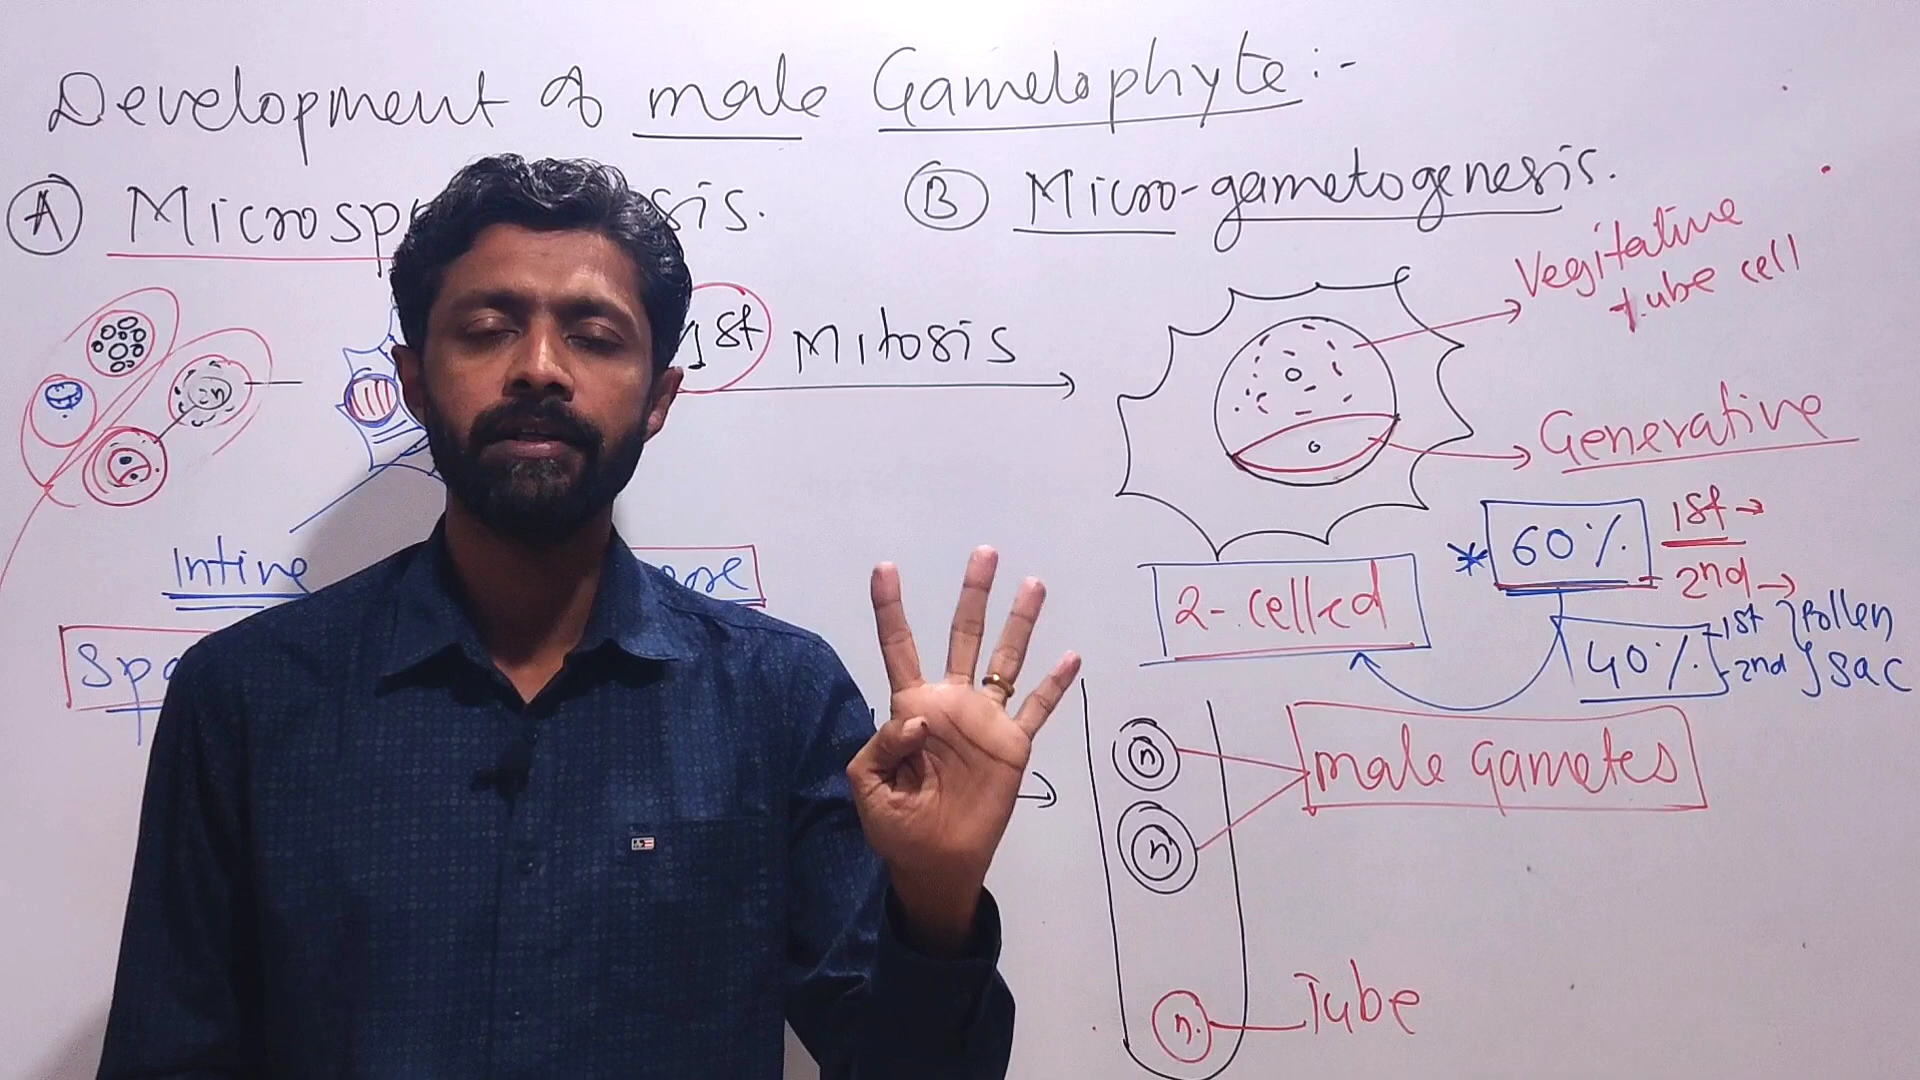 Development of male Gametophyte:-
A Microsp sis.
B Micro-gametogenesis.
Vegitative
tube cell
1st Mitosis
2n
Generative
60% 1st →
2nd →
Intine
2-celled
40% 1st
2nd
Pollen
Sac
n
male gametes
n
n
Tube